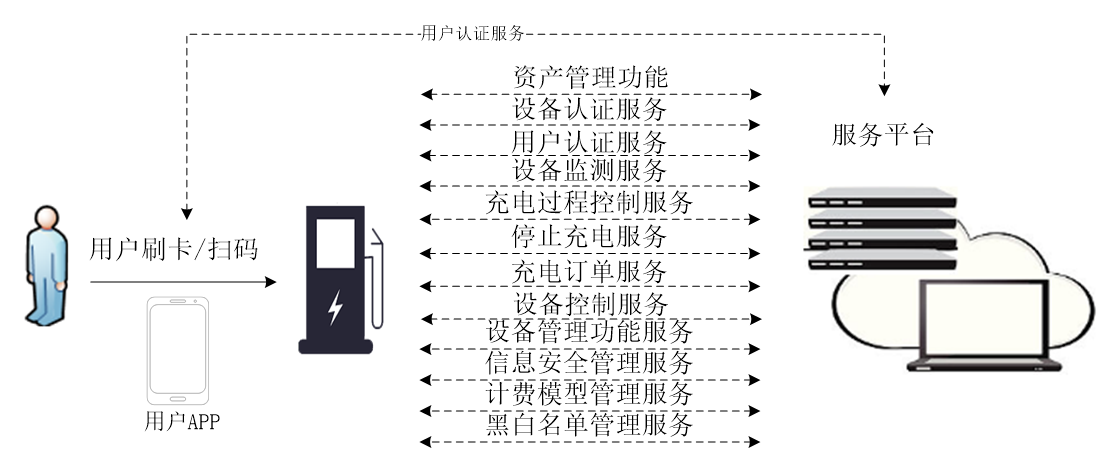 用户认证服务
资产管理功能
设备认证服务
用户认证服务
设备监测服务
充电过程控制服务
停止充电服务
充电订单服务
设备控制服务
设备管理功能服务
信息安全管理服务
计费模型管理服务
黑白名单管理服务
服务平台
用户刷卡/扫码
用户APP